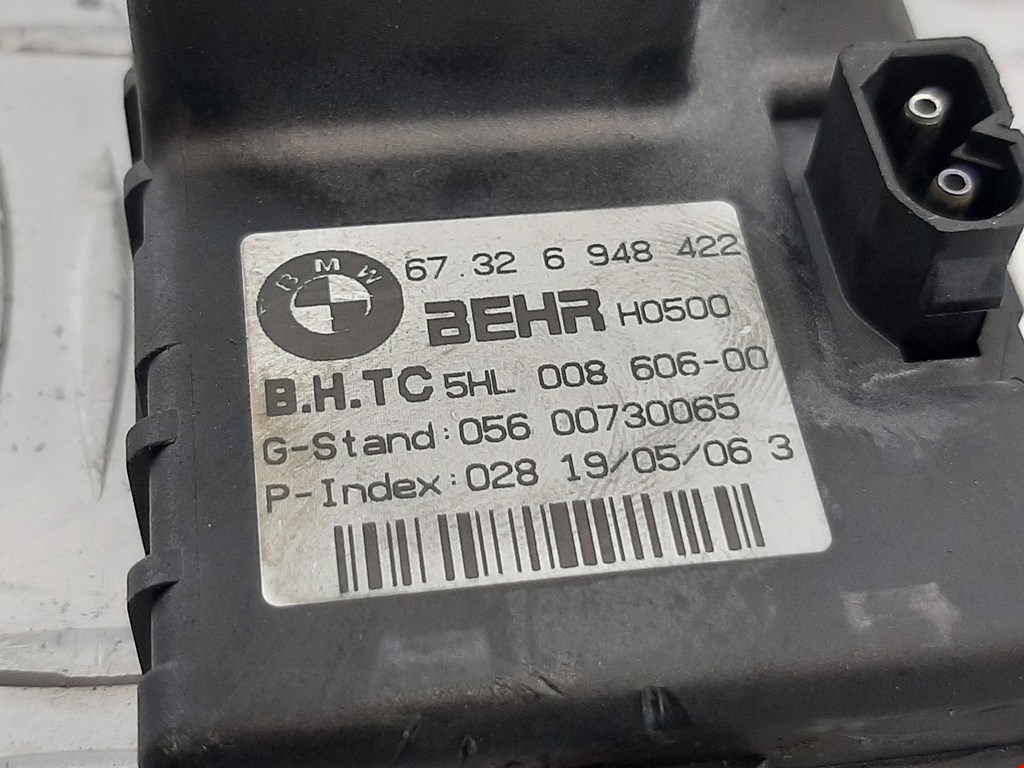 BMW
67.32 6 948 422
BEHR H0500
B.H.TC 5HL 008 606-00
G-Stand:056 00730065
P-Index:028 19/05/06 3